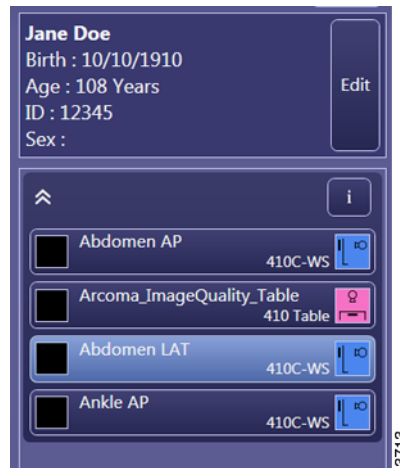 Jane Doe
Birth : 10/10/1910
Age : 108 Years
ID : 12345
Sex :
Edit
i
Abdomen AP
410C-WS
Arcoma_ImageQuality_Table
410 Table
Abdomen LAT
410C-WS
Ankle AP
410C-WS